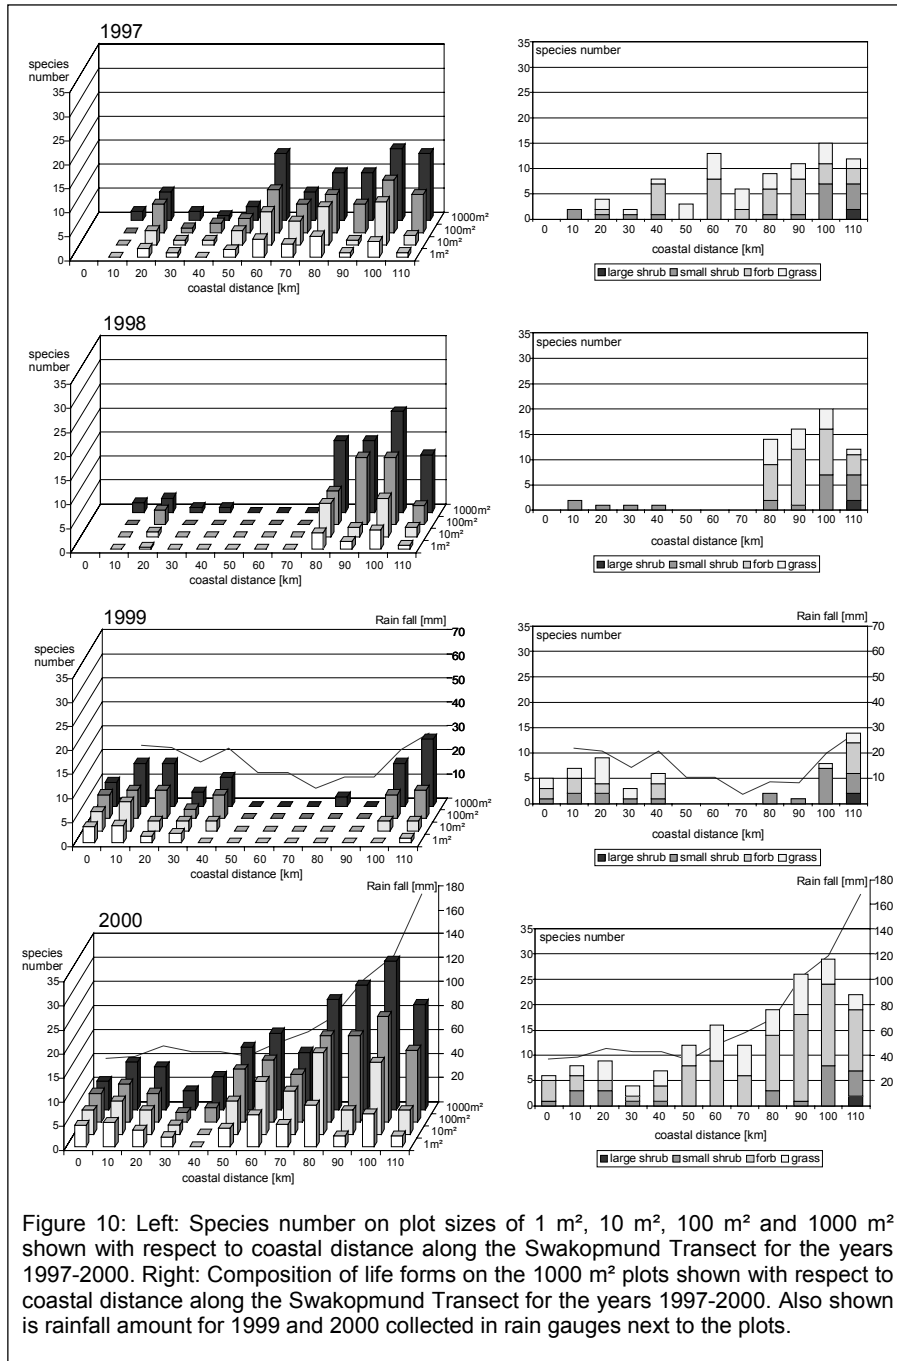 1997
species
number
35
30
25
20
15
10
5
0
1000m²
100m²
10m²
1m²
0 10 20 30 40 50 60 70 80 90 100 110
coastal distance [km]
species number
35
30
25
20
15
10
5
0
0 10 20 30 40 50 60 70 80 90 100 110
coastal distance [km]
large shrub small shrub forb grass
1998
species
number
35
30
25
20
15
10
5
0
1000m²
100m²
10m²
1m²
0 10 20 30 40 50 60 70 80 90 100 110
coastal distance [km]
species number
35
30
25
20
15
10
5
0
0 10 20 30 40 50 60 70 80 90 100 110
coastal distance [km]
large shrub small shrub forb grass
1999
Rain fall [mm]
species
number
35
30
25
20
15
10
5
0
70
60
50
40
30
20
10
1000m²
100m²
10m²
1m²
0 10 20 30 40 50 60 70 80 90 100 110
coastal distance [km]
Rain fall [mm]
species number
35
30
25
20
15
10
5
0
70
60
50
40
30
20
10
0 10 20 30 40 50 60 70 80 90 100 110
coastal distance [km]
large shrub small shrub forb grass
2000
Rain fall [mm]
species
number
35
30
25
20
15
10
5
0
180
160
140
120
100
80
60
40
20
1000m²
100m²
10m²
1m²
0 10 20 30 40 50 60 70 80 90 100 110
coastal distance [km]
Rain fall [mm]
species number
35
30
25
20
15
10
5
0
180
160
140
120
100
80
60
40
20
0 10 20 30 40 50 60 70 80 90 100 110
coastal distance [km]
large shrub small shrub forb grass
Figure 10: Left: Species number on plot sizes of 1 m², 10 m², 100 m² and 1000 m²
shown with respect to coastal distance along the Swakopmund Transect for the years
1997-2000. Right: Composition of life forms on the 1000 m² plots shown with respect to
coastal distance along the Swakopmund Transect for the years 1997-2000. Also shown
is rainfall amount for 1999 and 2000 collected in rain gauges next to the plots.